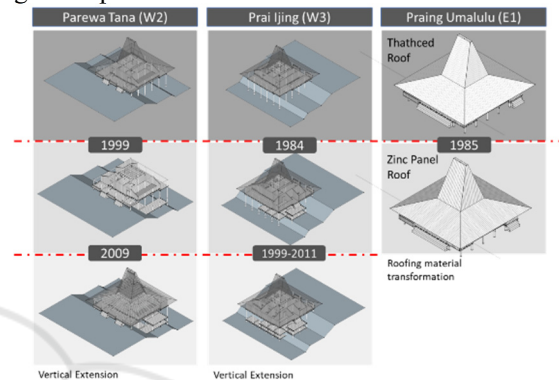 Parewa Tana (W2)
Prai Ijing (W3)
Praing Umalulu (E1)
Thathced
Roof
1999
1984
1985
Zinc Panel
Roof
2009
1999-2011
Roofing material
transformation
Vertical Extension
Vertical Extension